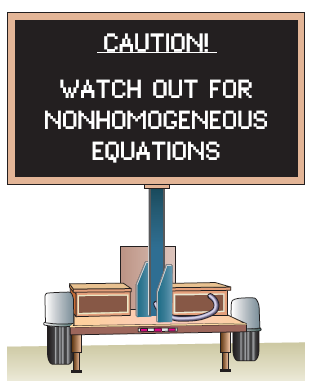 CAUTION!
WATCH OUT FOR
NONHOMOGENEOUS
EQUATIONS